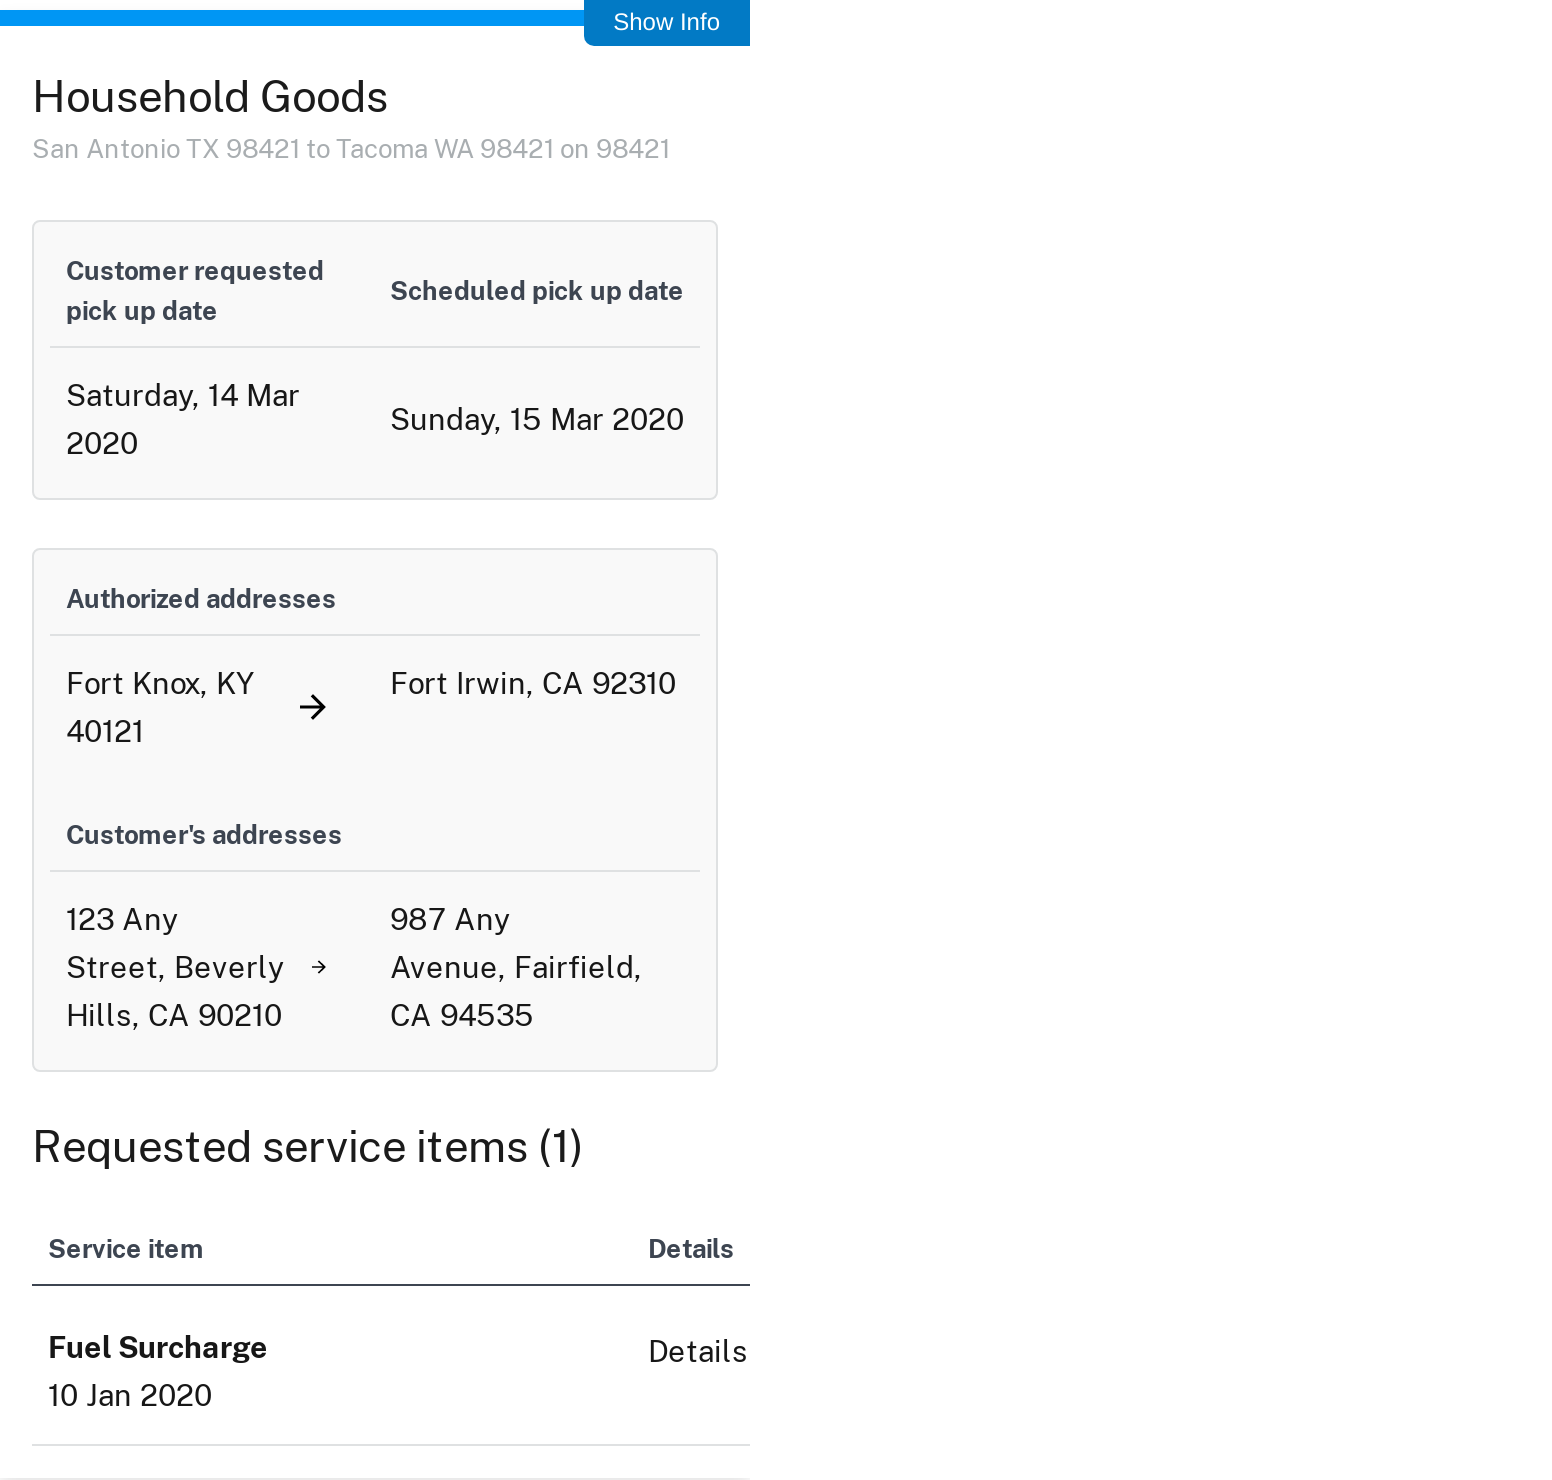 Show Info
Household Goods
San Antonio TX 98421 to Tacoma WA 98421 on 98421
Customer requested
pick up date
Scheduled pick up date
Saturday, 14 Mar
2020
Sunday, 15 Mar 2020
Authorized addresses
Fort Knox, KY
40121
Fort Irwin, CA 92310
Customer's addresses
123 Any
Street, Beverly
Hills, CA 90210
987 Any
Avenue, Fairfield,
CA 94535
Requested service items (1)
Service item
Details
Fuel Surcharge
10 Jan 2020
Details